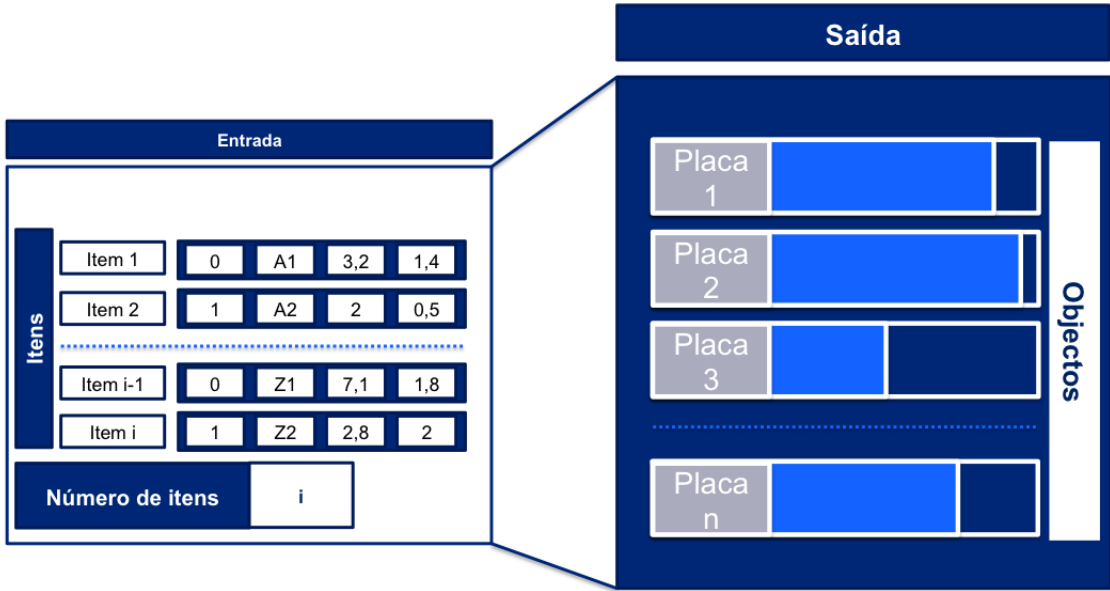 Saída
Entrada
Itens
Item 1 0 A1 3,2 1,4
Item 2 1 A2 2 0,5
Item i-1 0 Z1 7,1 1,8
Item i 1 Z2 2,8 2
Número de itens i
Placa
1
Placa
2
Placa
3
Placa
n
Objectos